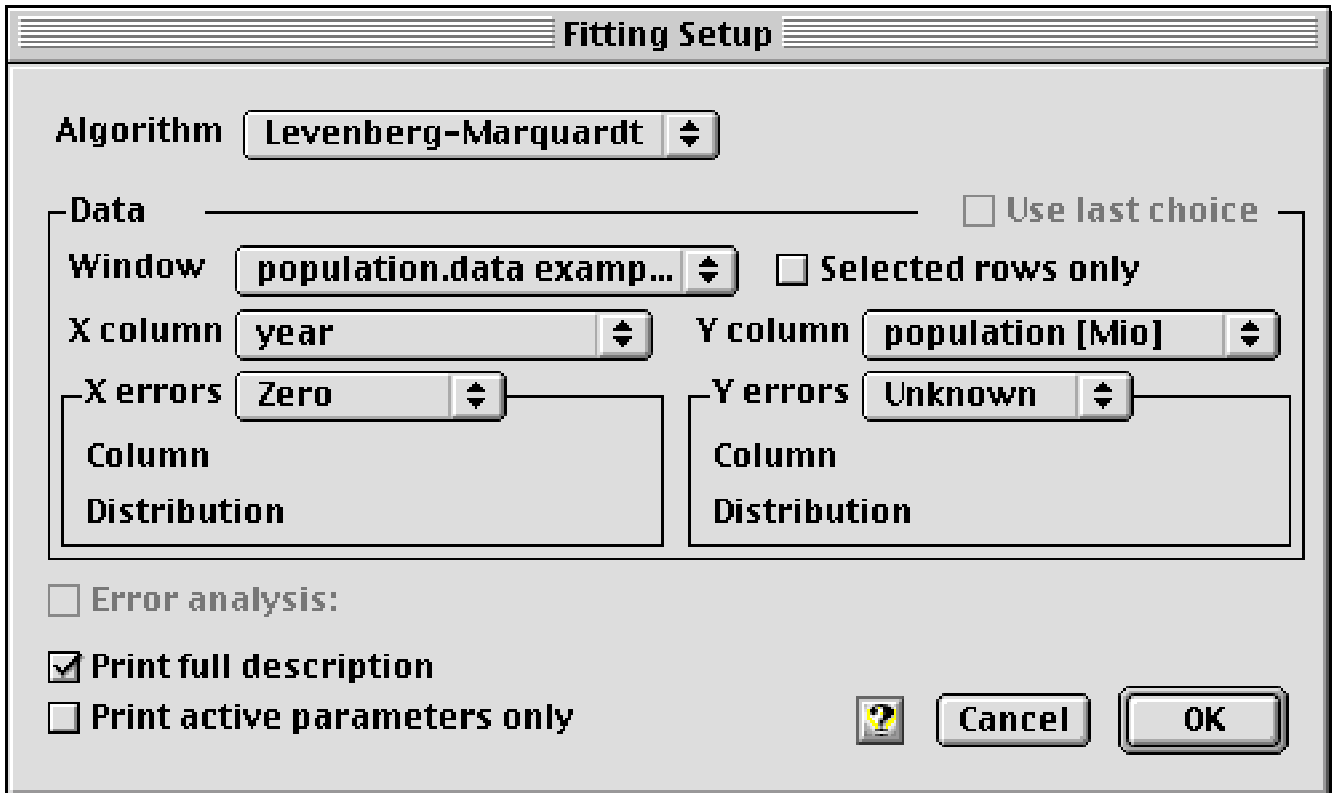 Fitting Setup
Algorithm Levenberg-Marquardt
Data Use last choice
Window population.data examp... Selected rows only
X column year Y column population [Mio]
X errors Zero Y errors Unknown
Column Column
Distribution Distribution
Error analysis:
Print full description
Print active parameters only
? Cancel OK